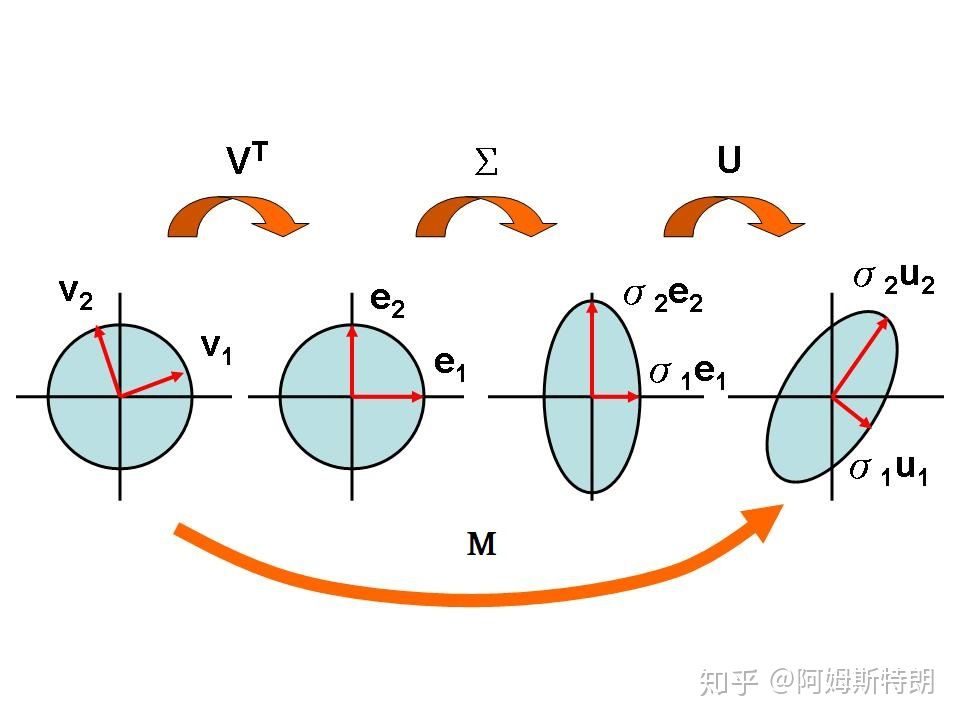 V^T Σ U
v₂ e₂ σ ₂e₂ σ ₂u₂
v₁ e₁ σ ₁e₁
σ ₁u₁
M
知乎 @阿姆斯特朗